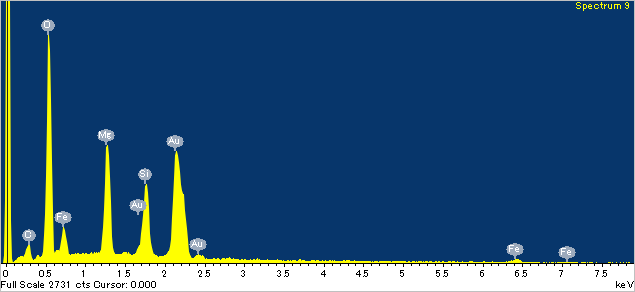 Spectrum 9
O
Mg
Au
Si
Au
Fe
C
Au
Fe
Fe
0 0.5 1 1.5 2 2.5 3 3.5 4 4.5 5 5.5 6 6.5 7 7.5
Full Scale 2731 cts Cursor: 0.000 keV